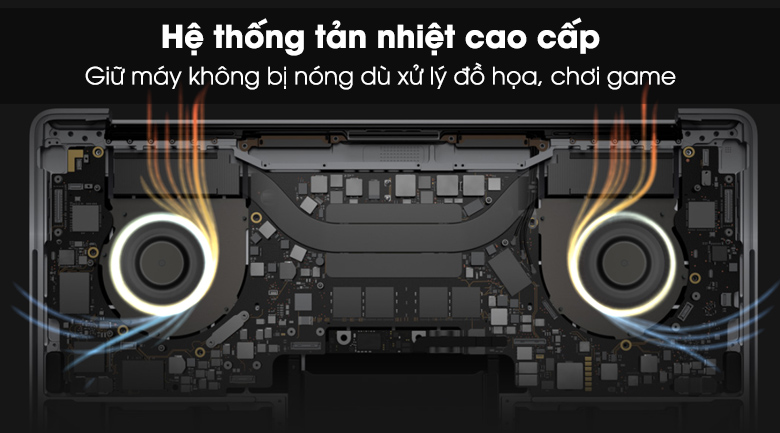 Hệ thống tản nhiệt cao cấp
Giữ máy không bị nóng dù xử lý đồ họa, chơi game